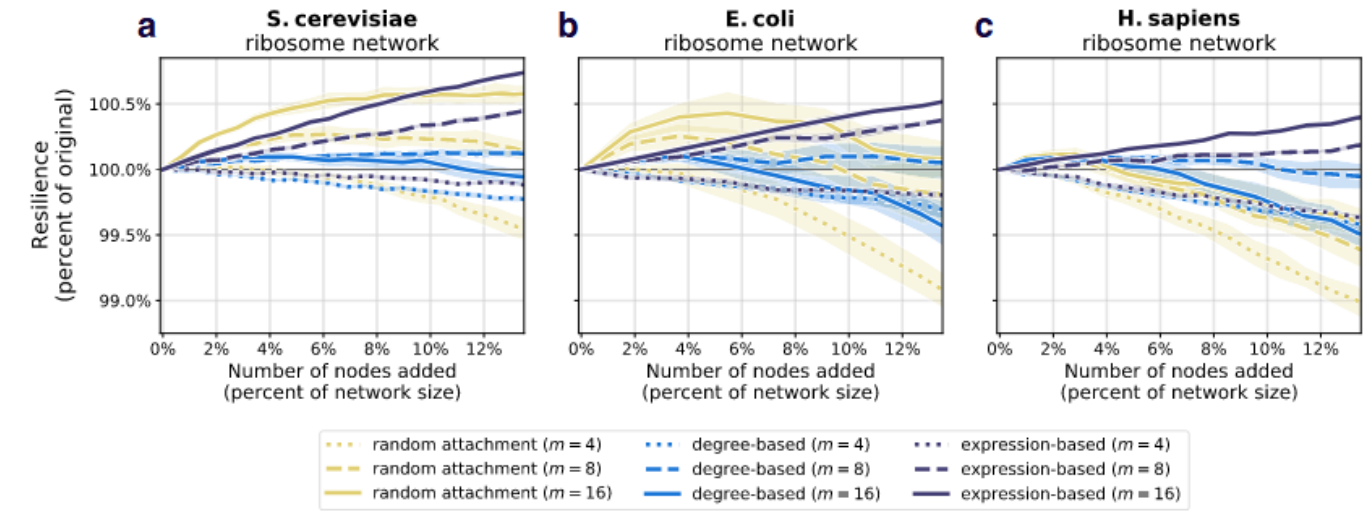 a
S. cerevisiae
ribosome network
b
E. coli
ribosome network
c
H. sapiens
ribosome network
Resilience
(percent of original)
100.5%
100.0%
99.5%
99.0%
0% 2% 4% 6% 8% 10% 12%
Number of nodes added
(percent of network size)
0% 2% 4% 6% 8% 10% 12%
Number of nodes added
(percent of network size)
0% 2% 4% 6% 8% 10% 12%
Number of nodes added
(percent of network size)
random attachment (m = 4)
random attachment (m = 8)
random attachment (m = 16)
degree-based (m = 4)
degree-based (m = 8)
degree-based (m = 16)
expression-based (m = 4)
expression-based (m = 8)
expression-based (m = 16)